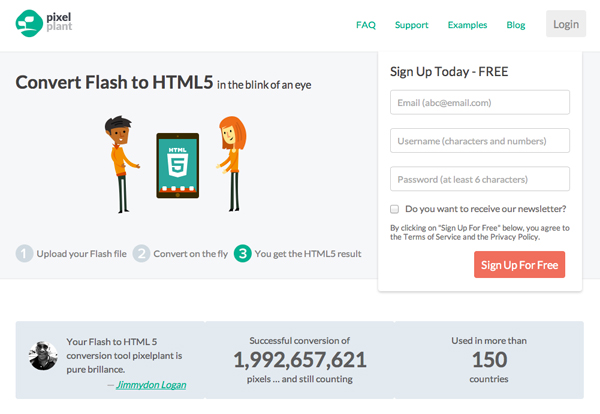 pixel
plant
FAQ Support Examples Blog Login
Convert Flash to HTML5 in the blink of an eye
HTML
5
1 Upload your Flash file 2 Convert on the fly 3 You get the HTML5 result
Sign Up Today - FREE
Email (abc@email.com)
Username (characters and numbers)
Password (at least 6 characters)
Do you want to receive our newsletter?
By clicking on "Sign Up For Free" below, you agree to
the Terms of Service and the Privacy Policy.
Sign Up For Free
Your Flash to HTML 5
conversion tool pixelplant is
pure brillance.
— Jimmydon Logan
Successful conversion of
1,992,657,621
pixels ... and still counting
Used in more than
150
countries